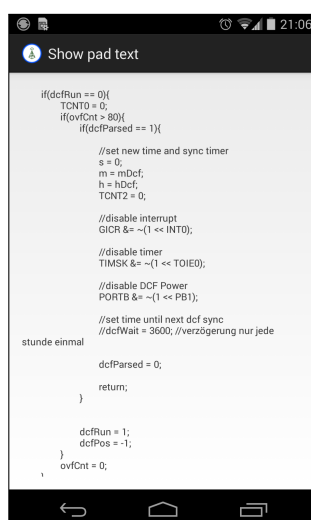 21:06
Show pad text
if(dcfRun == 0){
TCNT0 = 0;
if(ovfCnt > 80){
if(dcfParsed == 1){
//set new time and sync timer
s = 0;
m = mDcf;
h = hDcf;
TCNT2 = 0;
//disable interrupt
GICR &= ~(1 << INT0);
//disable timer
TIMSK &= ~(1 << TOIE0);
//disable DCF Power
PORTB &= ~(1 << PB1);
//set time until next dcf sync
//dcfWait = 3600; //verzögerung nur jede
stunde einmal
dcfParsed = 0;
return;
}
dcfRun = 1;
dcfPos = -1;
}
ovfCnt = 0;
}